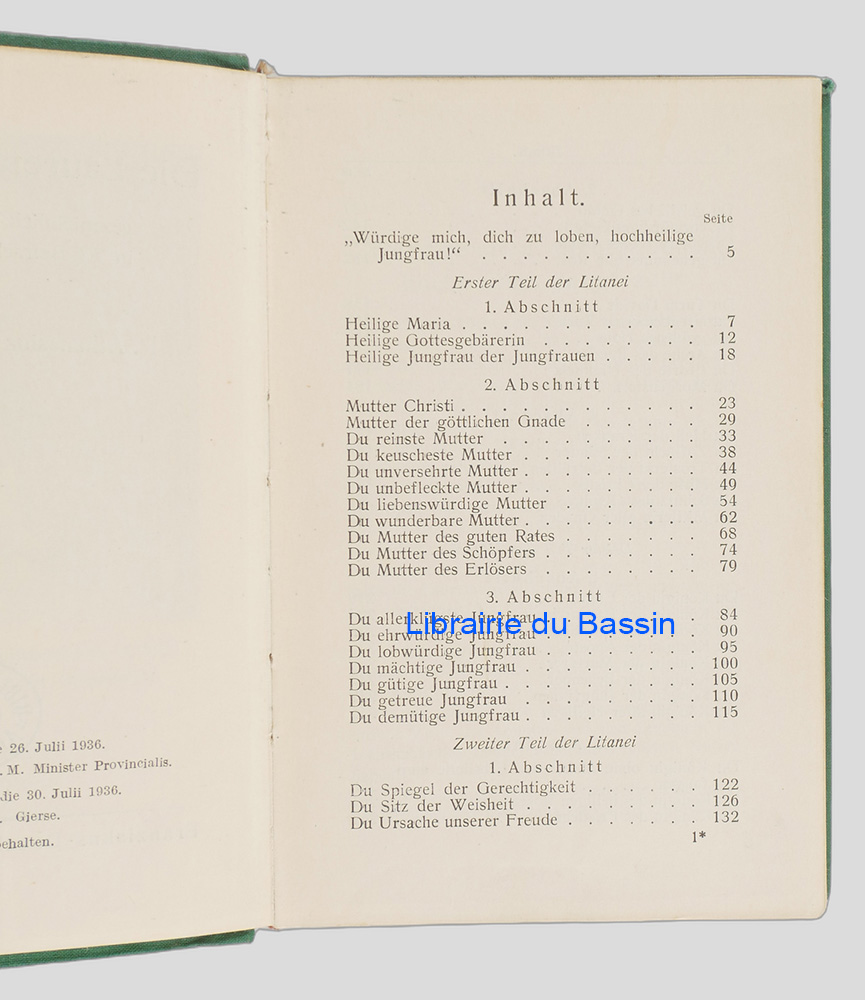 e 26. Julii 1936.
. M. Minister Provincialis.
die 30. Julii 1936.
. Gierse.
ehalten.
Inhalt.
Seite
„Würdige mich, dich zu loben, hochheilige
Jungfrau!“ . . . . . . . . . . . 5
Erster Teil der Litanei
1. Abschnitt
Heilige Maria . . . . . . . . . . . . 7
Heilige Gottesgebärerin . . . . . . . . 12
Heilige Jungfrau der Jungfrauen . . . . . 18
2. Abschnitt
Mutter Christi . . . . . . . . . . . . 23
Mutter der göttlichen Gnade . . . . . . 29
Du reinste Mutter . . . . . . . . . . 33
Du keuscheste Mutter . . . . . . . . . 38
Du unversehrte Mutter . . . . . . . . . 44
Du unbefleckte Mutter . . . . . . . . . 49
Du liebenswürdige Mutter . . . . . . . 54
Du wunderbare Mutter . . . . . . . . . 62
Du Mutter des guten Rates . . . . . . . 68
Du Mutter des Schöpfers . . . . . . . . 74
Du Mutter des Erlösers . . . . . . . . 79
3. Abschnitt
Du allerklügste Jungfrau . . . . . . . . 84
Librairie du Bassin
Du ehrwürdige Jungfrau . . . . . . . . 90
Du lobwürdige Jungfrau . . . . . . . . 95
Du mächtige Jungfrau . . . . . . . . . 100
Du gütige Jungfrau . . . . . . . . . . 105
Du getreue Jungfrau . . . . . . . . . 110
Du demütige Jungfrau . . . . . . . . . 115
Zweiter Teil der Litanei
1. Abschnitt
Du Spiegel der Gerechtigkeit . . . . . . 122
Du Sitz der Weisheit . . . . . . . . . 126
Du Ursache unserer Freude . . . . . . . 132
1*